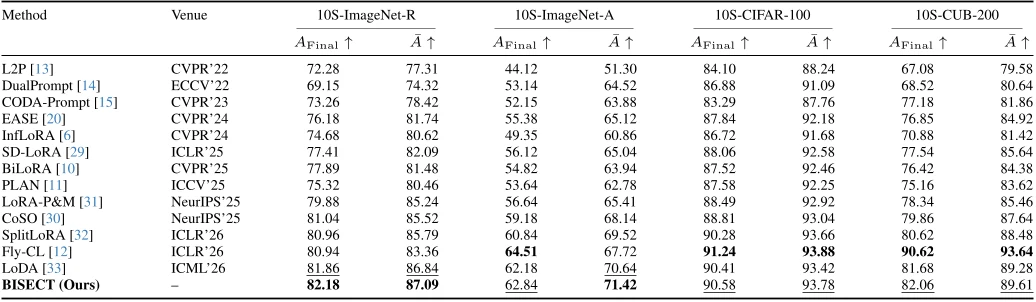 Method Venue 10S-ImageNet-R 10S-ImageNet-A 10S-CIFAR-100 10S-CUB-200
A_Final ↑ Ā ↑ A_Final ↑ Ā ↑ A_Final ↑ Ā ↑ A_Final ↑ Ā ↑
L2P [13] CVPR'22 72.28 77.31 44.12 51.30 84.10 88.24 67.08 79.58
DualPrompt [14] ECCV'22 69.15 74.32 53.14 64.52 86.88 91.09 68.52 80.64
CODA-Prompt [15] CVPR'23 73.26 78.42 52.15 63.88 83.29 87.76 77.18 81.86
EASE [20] CVPR'24 76.18 81.74 55.38 65.12 87.84 92.18 76.85 84.92
InfLoRA [6] CVPR'24 74.68 80.62 49.35 60.86 86.72 91.68 70.88 81.42
SD-LoRA [29] ICLR'25 77.41 82.09 56.12 65.04 88.06 92.58 77.54 85.64
BiLoRA [10] CVPR'25 77.89 81.48 54.82 63.94 87.52 92.46 76.42 84.38
PLAN [11] ICCV'25 75.32 80.46 53.64 62.78 87.58 92.25 75.16 83.62
LoRA-P&M [31] NeurIPS'25 79.88 85.24 56.64 65.41 88.49 92.92 78.34 85.46
CoSO [30] NeurIPS'25 81.04 85.52 59.18 68.14 88.81 93.04 79.86 87.64
SplitLoRA [32] ICLR'26 80.96 85.79 60.84 69.52 90.28 93.66 80.62 88.48
Fly-CL [12] ICLR'26 80.94 83.36 64.51 67.72 91.24 93.88 90.62 93.64
LoDA [33] ICML'26 81.86 86.84 62.18 70.64 90.41 93.42 81.68 89.28
BISECT (Ours) – 82.18 87.09 62.84 71.42 90.58 93.78 82.06 89.61